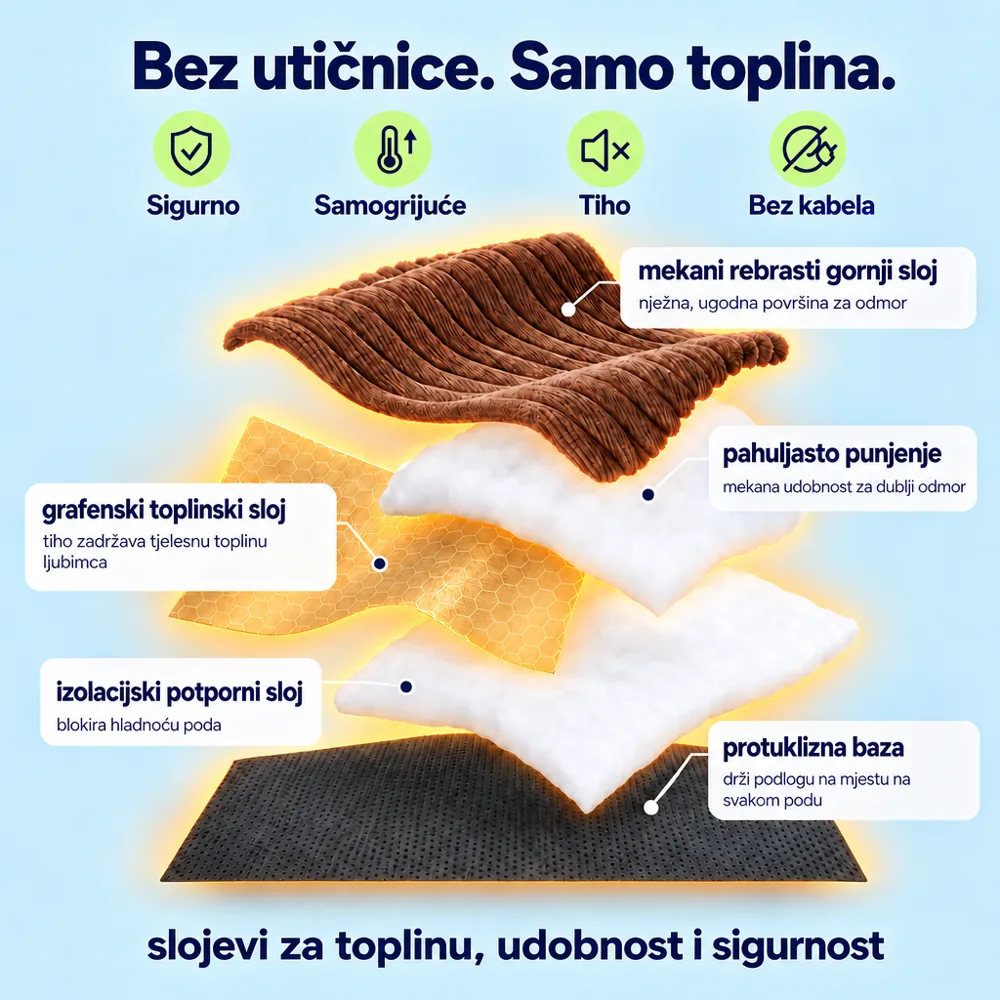 Bez utičnice. Samo toplina.
Sigurno
Samogrijuće
Tiho
Bez kabela
mekani rebrasti gornji sloj
nježna, ugodna površina za odmor
pahuljasto punjenje
mekana udobnost za dublji odmor
grafenski toplinski sloj
tiho zadržava tjelesnu toplinu
ljubimca
izolacijski potporni sloj
blokira hladnoću poda
protuklizna baza
drži podlogu na mjestu na
svakom podu
slojevi za toplinu, udobnost i sigurnost